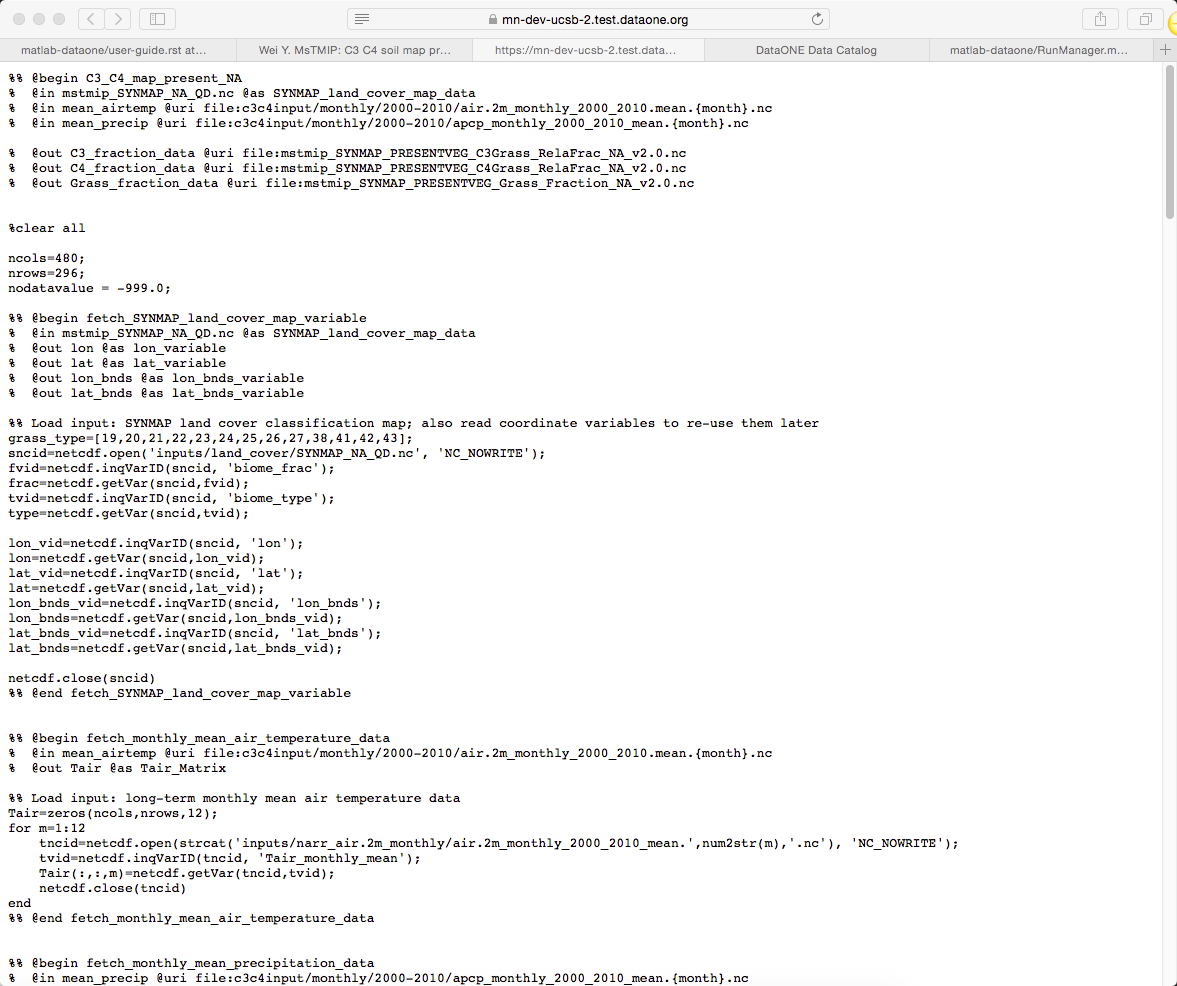 mn-dev-ucsb-2.test.dataone.org
matlab-dataone/user-guide.rst at...
Wei Y. MsTMIP: C3 C4 soil map pr...
https://mn-dev-ucsb-2.test.data...
DataONE Data Catalog
matlab-dataone/RunManager.m...
%% @begin C3_C4_map_present_NA
%  @in mstmip_SYNMAP_NA_QD.nc @as SYNMAP_land_cover_map_data
%  @in mean_airtemp @uri file:c3c4input/monthly/2000-2010/air.2m_monthly_2000_2010.mean.{month}.nc
%  @in mean_precip @uri file:c3c4input/monthly/2000-2010/apcp_monthly_2000_2010_mean.{month}.nc
%  @out C3_fraction_data @uri file:mstmip_SYNMAP_PRESENTVEG_C3Grass_RelaFrac_NA_v2.0.nc
%  @out C4_fraction_data @uri file:mstmip_SYNMAP_PRESENTVEG_C4Grass_RelaFrac_NA_v2.0.nc
%  @out Grass_fraction_data @uri file:mstmip_SYNMAP_PRESENTVEG_Grass_Fraction_NA_v2.0.nc
%clear all
ncols=480;
nrows=296;
nodatavalue = -999.0;
%% @begin fetch_SYNMAP_land_cover_map_variable
%  @in mstmip_SYNMAP_NA_QD.nc @as SYNMAP_land_cover_map_data
%  @out lon @as lon_variable
%  @out lat @as lat_variable
%  @out lon_bnds @as lon_bnds_variable
%  @out lat_bnds @as lat_bnds_variable
%% Load input: SYNMAP land cover classification map; also read coordinate variables to re-use them later
grass_type=[19,20,21,22,23,24,25,26,27,38,41,42,43];
sncid=netcdf.open('inputs/land_cover/SYNMAP_NA_QD.nc', 'NC_NOWRITE');
fvid=netcdf.inqVarID(sncid, 'biome_frac');
frac=netcdf.getVar(sncid,fvid);
tvid=netcdf.inqVarID(sncid, 'biome_type');
type=netcdf.getVar(sncid,tvid);
lon_vid=netcdf.inqVarID(sncid, 'lon');
lon=netcdf.getVar(sncid,lon_vid);
lat_vid=netcdf.inqVarID(sncid, 'lat');
lat=netcdf.getVar(sncid,lat_vid);
lon_bnds_vid=netcdf.inqVarID(sncid, 'lon_bnds');
lon_bnds=netcdf.getVar(sncid,lon_bnds_vid);
lat_bnds_vid=netcdf.inqVarID(sncid, 'lat_bnds');
lat_bnds=netcdf.getVar(sncid,lat_bnds_vid);
netcdf.close(sncid)
%% @end fetch_SYNMAP_land_cover_map_variable
%% @begin fetch_monthly_mean_air_temperature_data
%  @in mean_airtemp @uri file:c3c4input/monthly/2000-2010/air.2m_monthly_2000_2010.mean.{month}.nc
%  @out Tair @as Tair_Matrix
%% Load input: long-term monthly mean air temperature data
Tair=zeros(ncols,nrows,12);
for m=1:12
    tncid=netcdf.open(strcat('inputs/narr_air.2m_monthly/air.2m_monthly_2000_2010_mean.',num2str(m),'.nc'), 'NC_NOWRITE');
    tvid=netcdf.inqVarID(tncid, 'Tair_monthly_mean');
    Tair(:,:,m)=netcdf.getVar(tncid,tvid);
    netcdf.close(tncid)
end
%% @end fetch_monthly_mean_air_temperature_data
%% @begin fetch_monthly_mean_precipitation_data
%  @in mean_precip @uri file:c3c4input/monthly/2000-2010/apcp_monthly_2000_2010_mean.{month}.nc